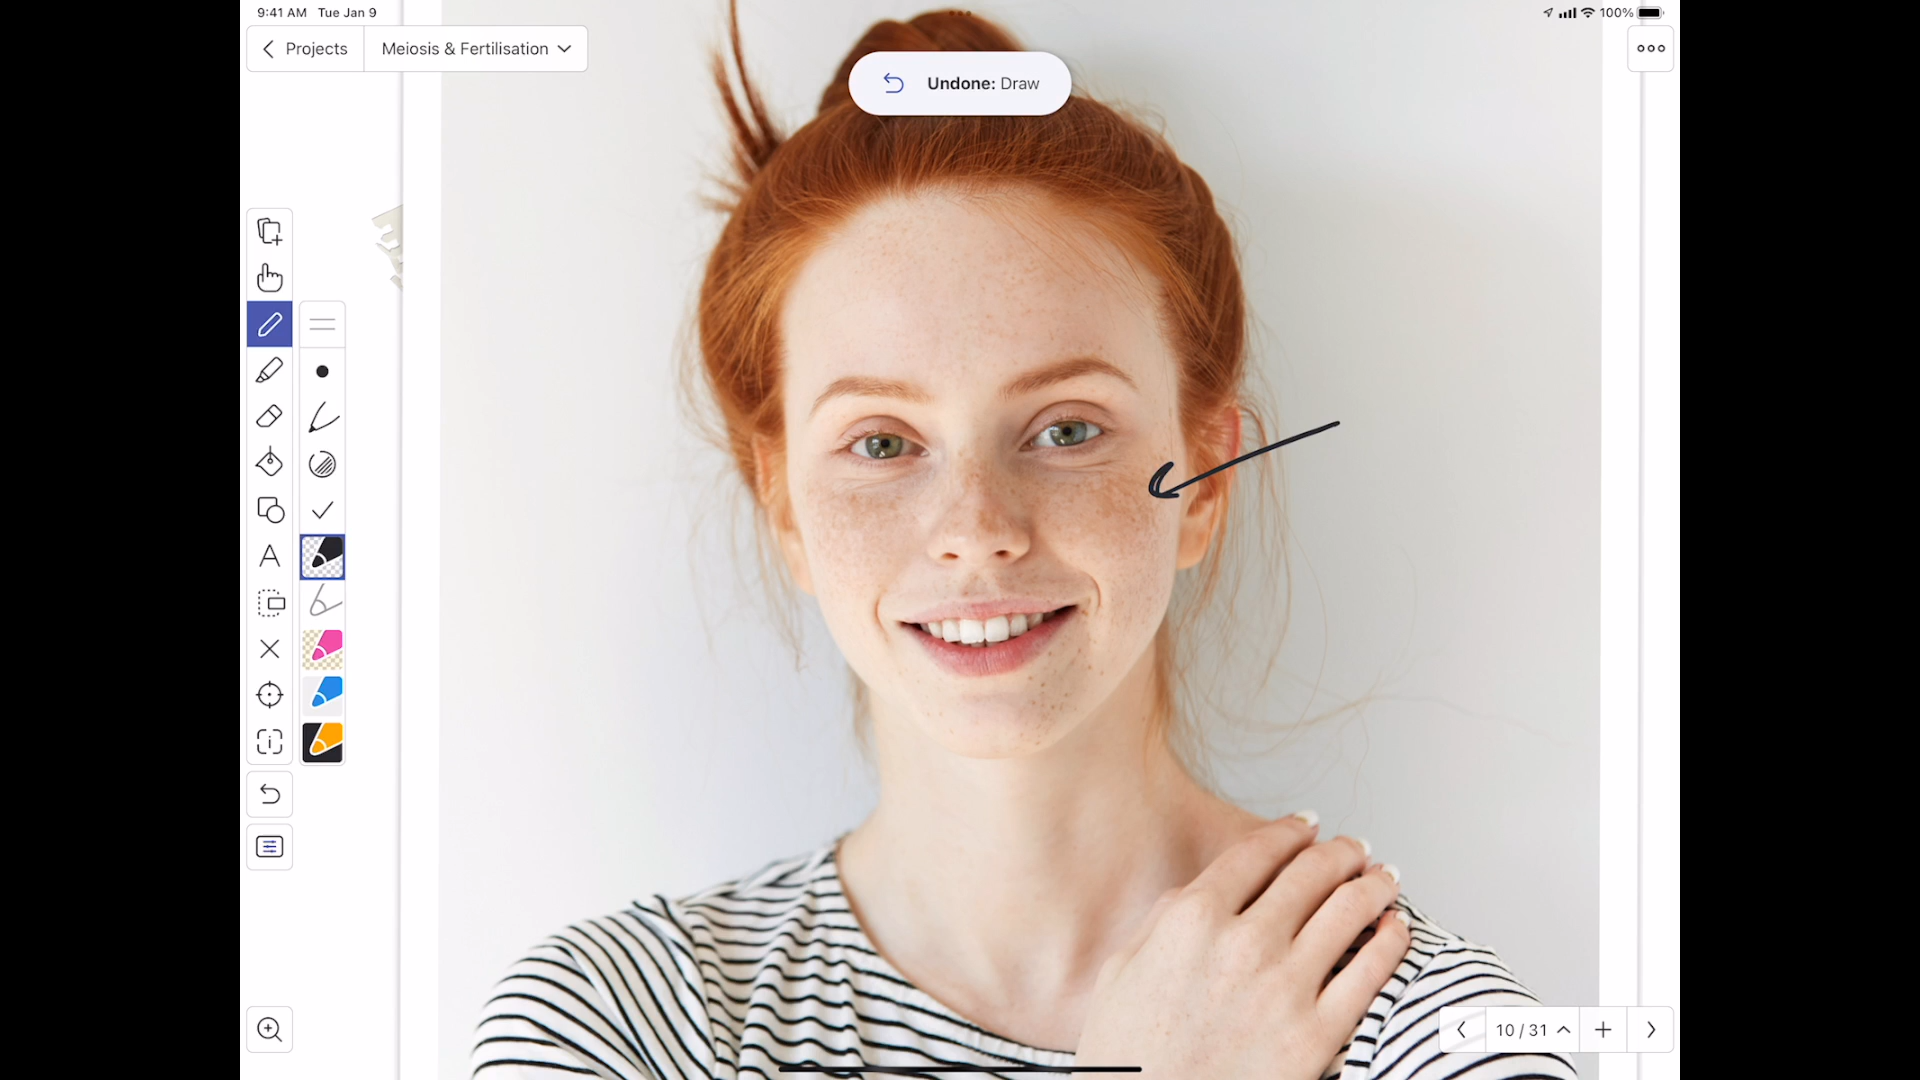 9:41 AM Tue Jan 9
100%
Projects
Meiosis & Fertilisation
Undone: Draw
A
10 / 31